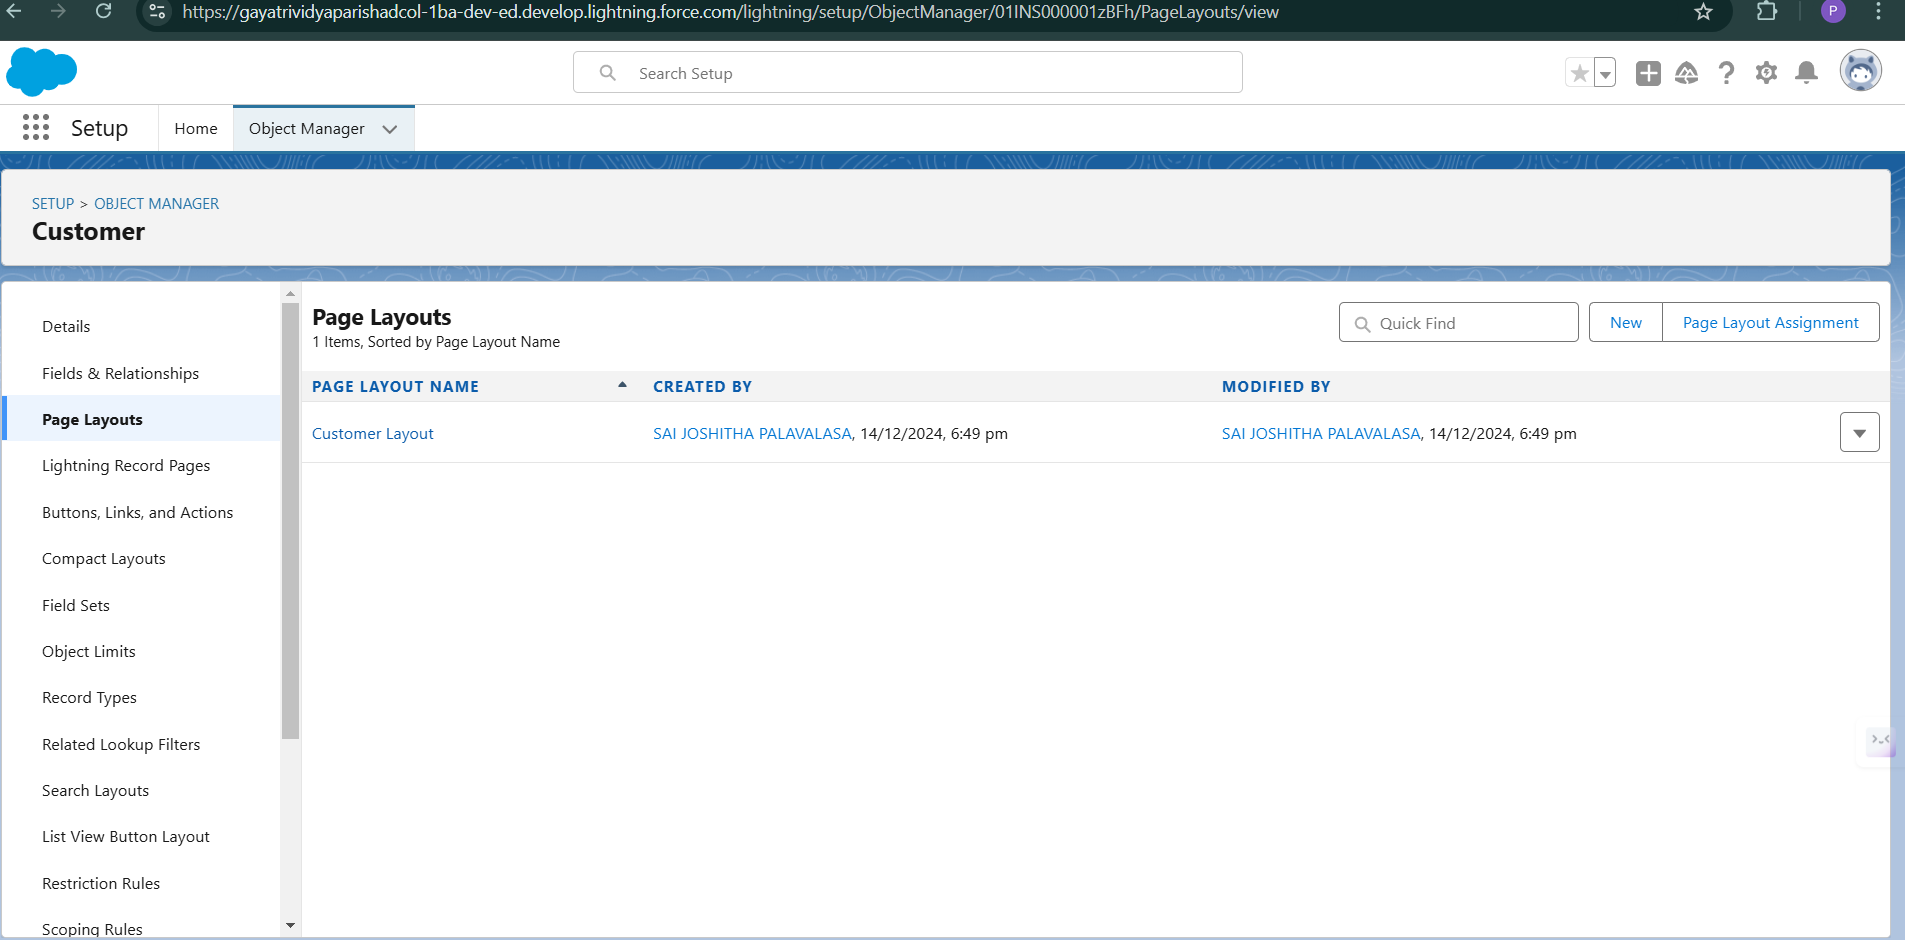 https://gayatrividyaparishadcol-1ba-dev-ed.develop.lightning.force.com/lightning/setup/ObjectManager/01INS000001zBFh/PageLayouts/view
P
Search Setup
Setup
Home
Object Manager
SETUP > OBJECT MANAGER
Customer
Details
Fields & Relationships
Page Layouts
Lightning Record Pages
Buttons, Links, and Actions
Compact Layouts
Field Sets
Object Limits
Record Types
Related Lookup Filters
Search Layouts
List View Button Layout
Restriction Rules
Scoping Rules
Page Layouts
1 Items, Sorted by Page Layout Name
Quick Find
New
Page Layout Assignment
PAGE LAYOUT NAME
CREATED BY
MODIFIED BY
Customer Layout
SAI JOSHITHA PALAVALASA, 14/12/2024, 6:49 pm
SAI JOSHITHA PALAVALASA, 14/12/2024, 6:49 pm